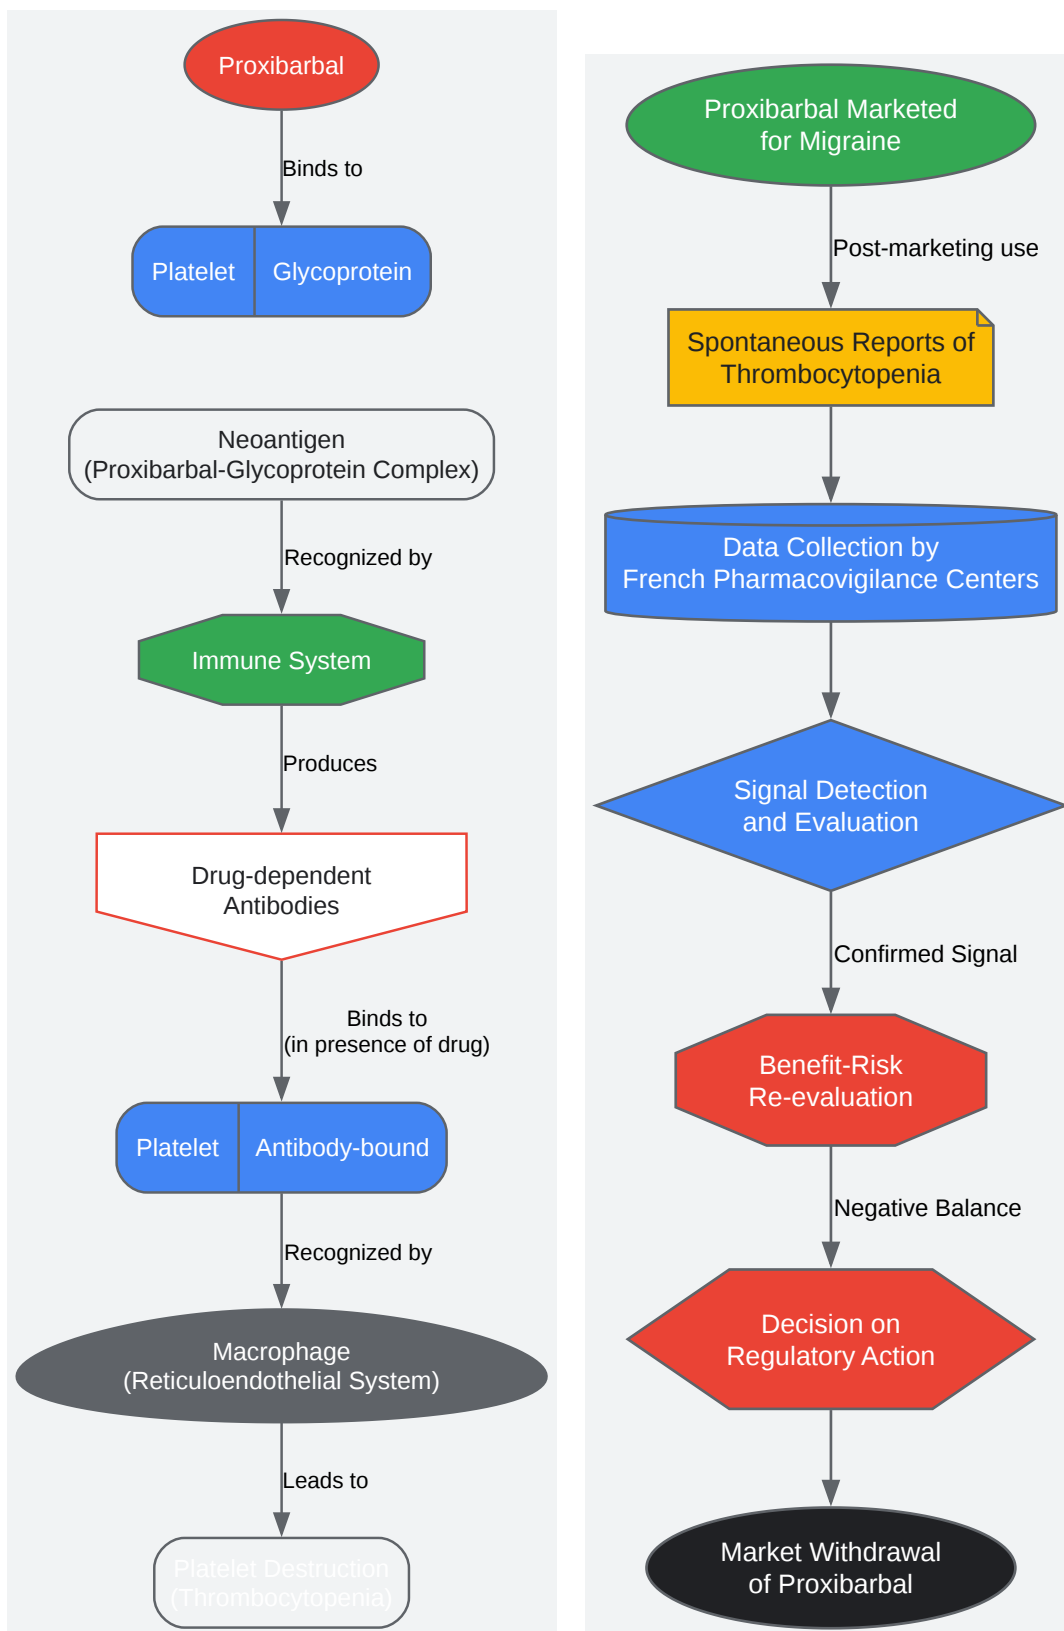 Proxibarbal
Binds to
Platelet
Glycoprotein
Neoantigen
(Proxibarbal-Glycoprotein Complex)
Recognized by
Immune System
Produces
Drug-dependent
Antibodies
Binds to
(in presence of drug)
Platelet
Antibody-bound
Recognized by
Macrophage
(Reticuloendothelial System)
Leads to
Platelet Destruction
(Thrombocytopenia)
Proxibarbal Marketed
for Migraine
Post-marketing use
Spontaneous Reports of
Thrombocytopenia
Data Collection by
French Pharmacovigilance Centers
Signal Detection
and Evaluation
Confirmed Signal
Benefit-Risk
Re-evaluation
Negative Balance
Decision on
Regulatory Action
Market Withdrawal
of Proxibarbal